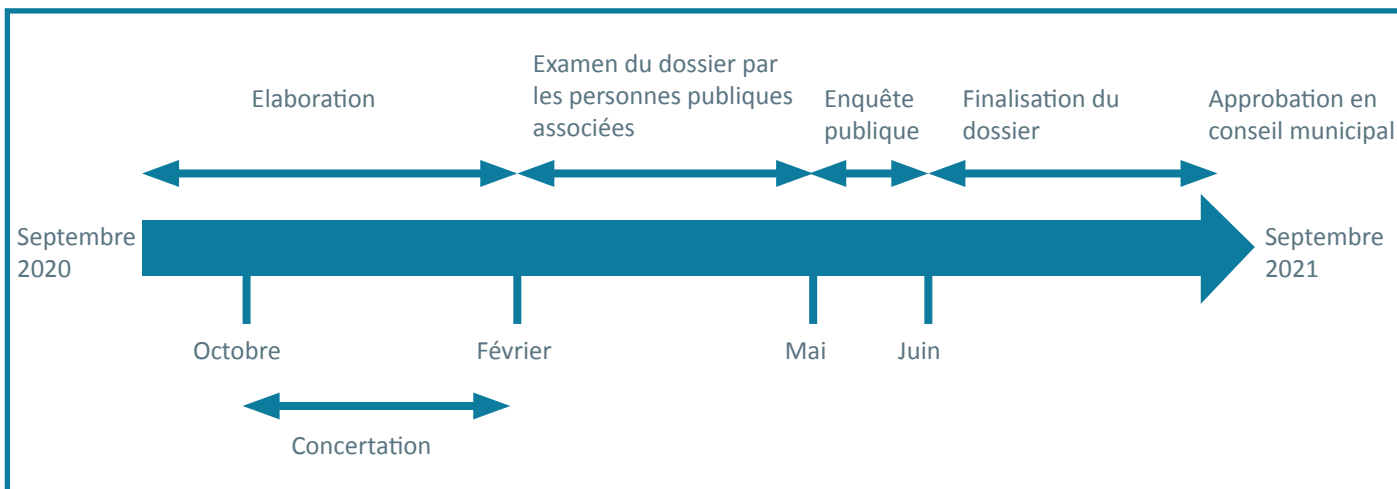 Elaboration
Examen du dossier par
les personnes publiques
associées
Enquête
publique
Finalisation du
dossier
Approbation en
conseil municipal
Septembre
2020
Septembre
2021
Octobre
Février
Mai
Juin
Concertation